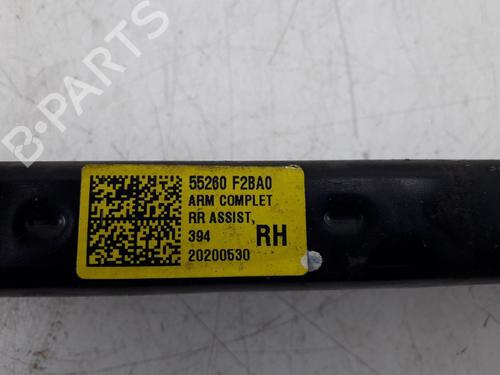 B-PARTS
55260 F2BA0
ARM COMPLET
RR ASSIST,
394 RH
20200530